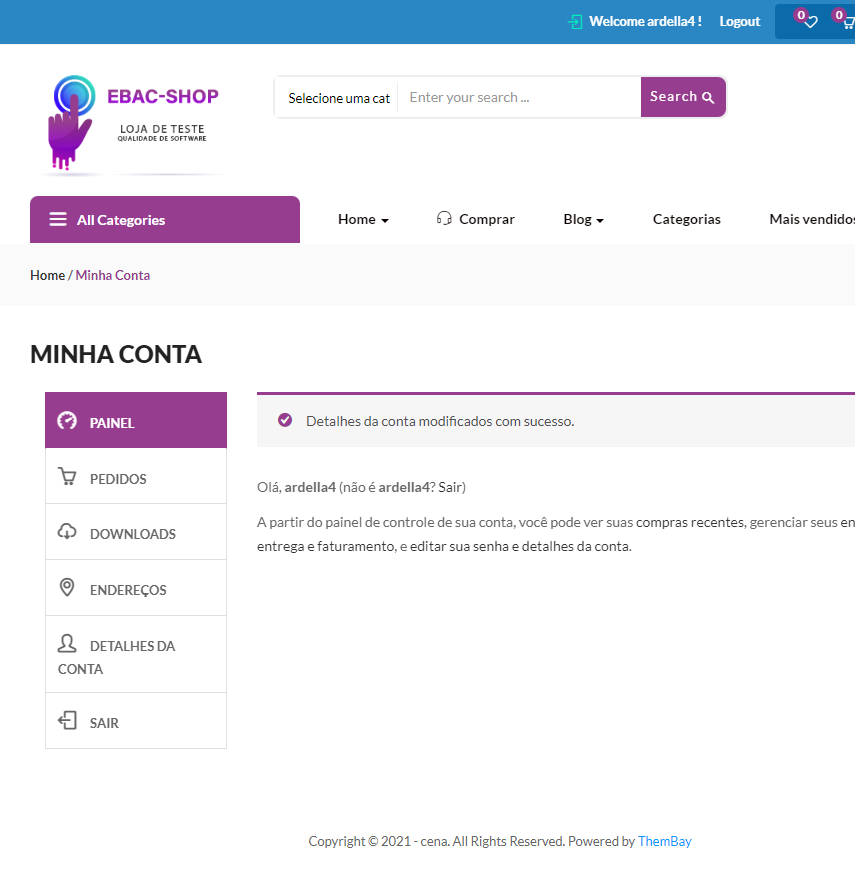 Welcome ardella4 ! Logout 0 0
EBAC-SHOP
LOJA DE TESTE
QUALIDADE DE SOFTWARE
Selecione uma cat Enter your search ... Search
All Categories Home Comprar Blog Categorias Mais vendidos
Home / Minha Conta
MINHA CONTA
PAINEL
PEDIDOS
DOWNLOADS
ENDEREÇOS
DETALHES DA
CONTA
SAIR
Detalhes da conta modificados com sucesso.
Olá, ardella4 (não é ardella4? Sair)
A partir do painel de controle de sua conta, você pode ver suas compras recentes, gerenciar seus en
entrega e faturamento, e editar sua senha e detalhes da conta.
Copyright © 2021 - cena. All Rights Reserved. Powered by ThemBay